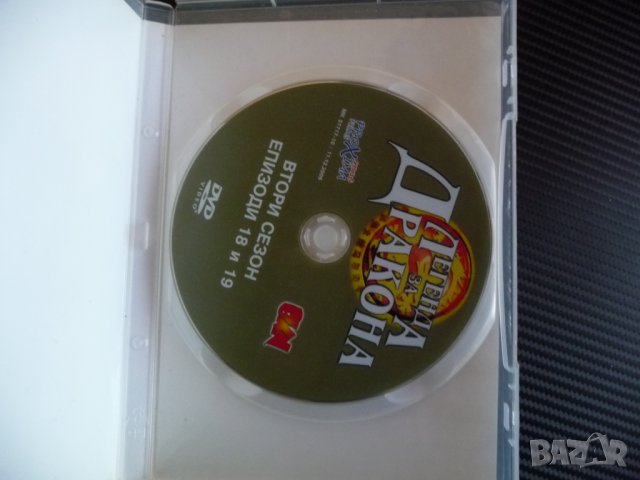 ЛЕГЕНДА
ЗА
ДРАКОНА
ВТОРИ СЕЗОН
ЕПИЗОДИ 18 И 19
DVD
VIDEO
BAZAR